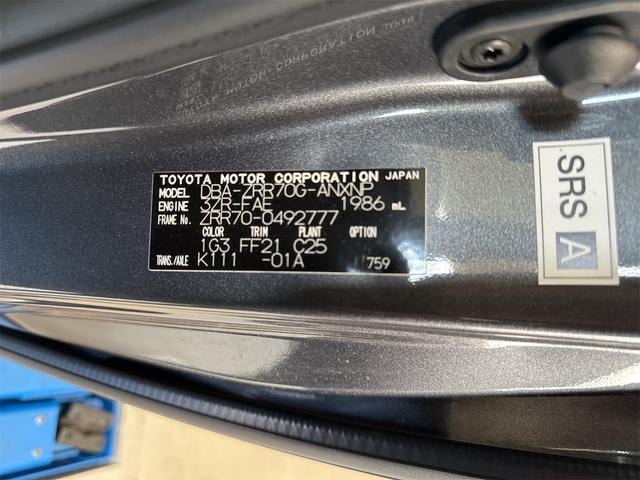 TOYOTA MOTOR CORPORATION JAPAN
MODEL DBA-ZRR70G-ANXNP
ENGINE 3ZR-FAE 1986 mL
FRAME No. ZRR70-0492777
COLOR TRIM PLANT OPTION
1G3 FF21 C25
TRANS./AXLE K111 -01A 759
SRS A